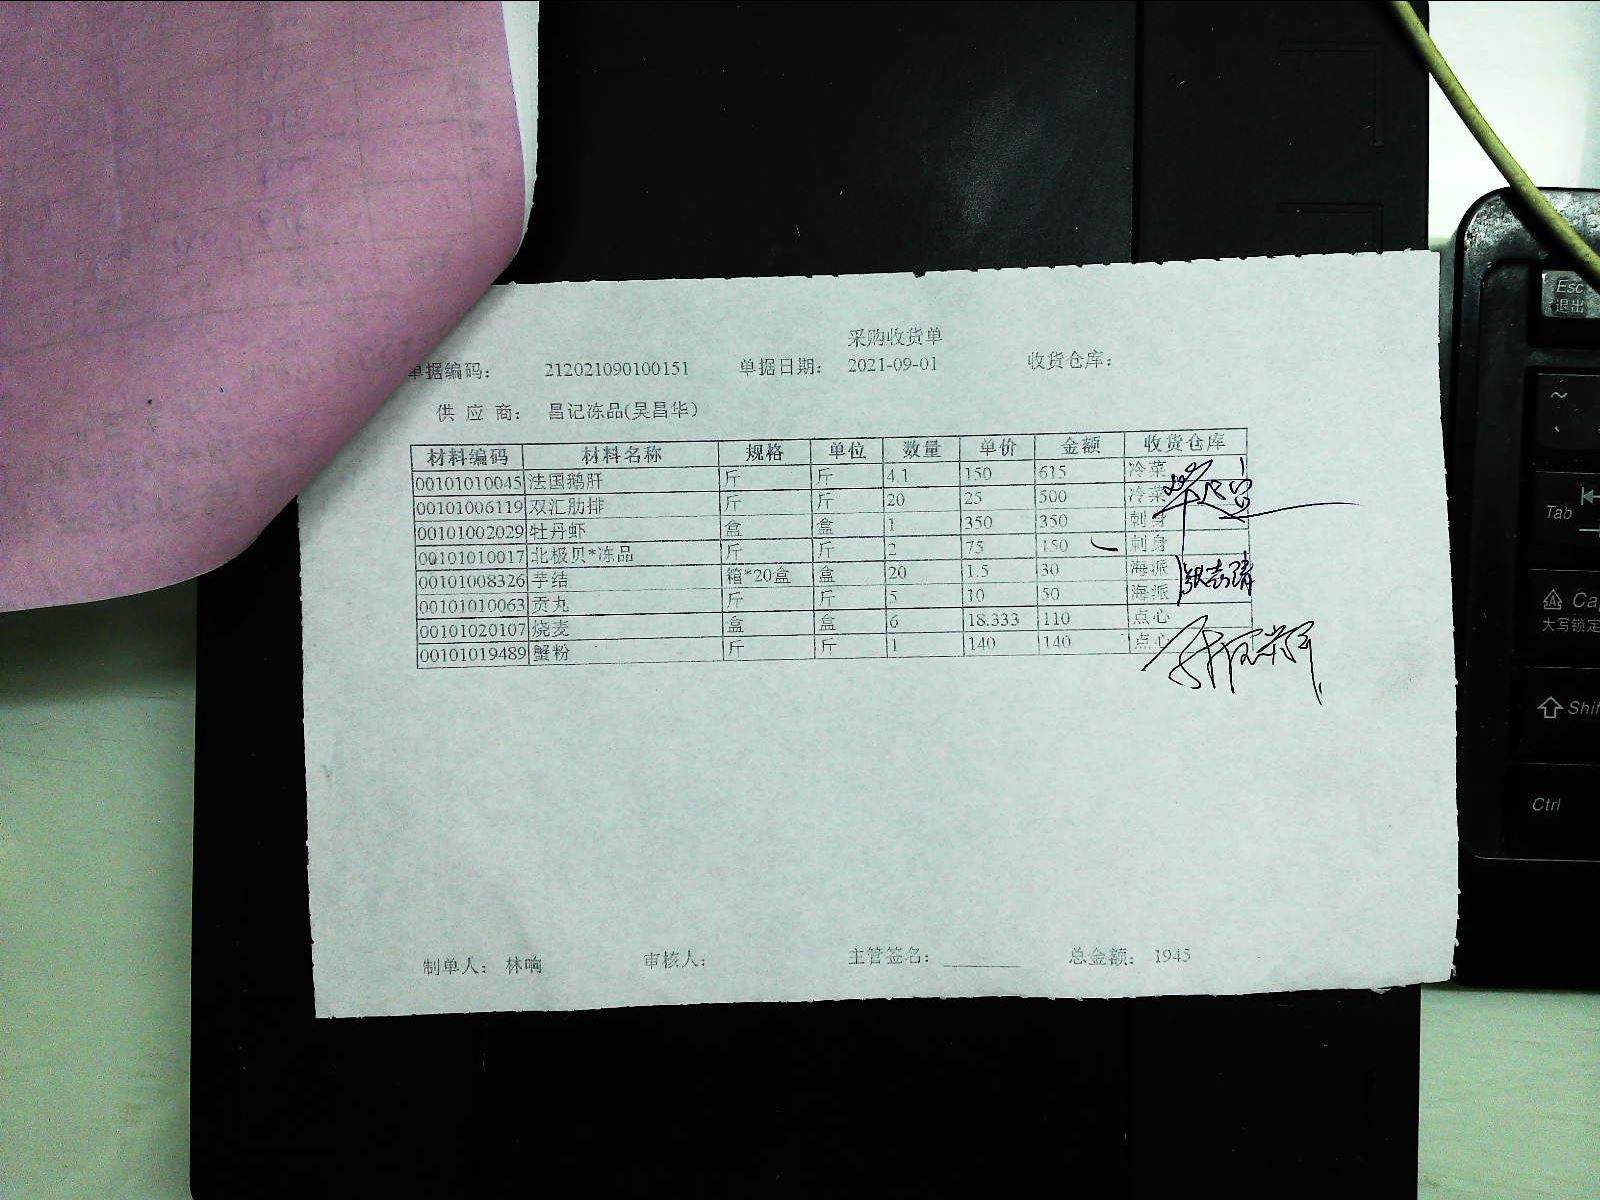 采购收货单
单据编码： 212021090100151 单据日期： 2021-09-01 收货仓库：
供 应 商： 昌记冻品(吴昌华)
材料编码 材料名称 规格 单位 数量 单价 金额 收货仓库
00101010045 法国鹅肝 斤 斤 4.1 150 615 冷菜
00101006119 双汇肋排 斤 斤 20 25 500 冷菜
00101002029 牡丹虾 盒 盒 1 350 350 刺身
00101010017 北极贝*冻品 斤 斤 2 75 150 刺身
00101008326 芋结 箱*20盒 盒 20 1.5 30 海派
00101010063 贡丸 斤 斤 5 10 50 海派
00101020107 烧麦 盒 盒 6 18.333 110 点心
00101019489 蟹粉 斤 斤 1 140 140 点心
制单人： 林响 审核人： 主管签名： 总金额： 1945
Esc
退出
~
Tab
Ca
大写锁定
Shif
Ctrl